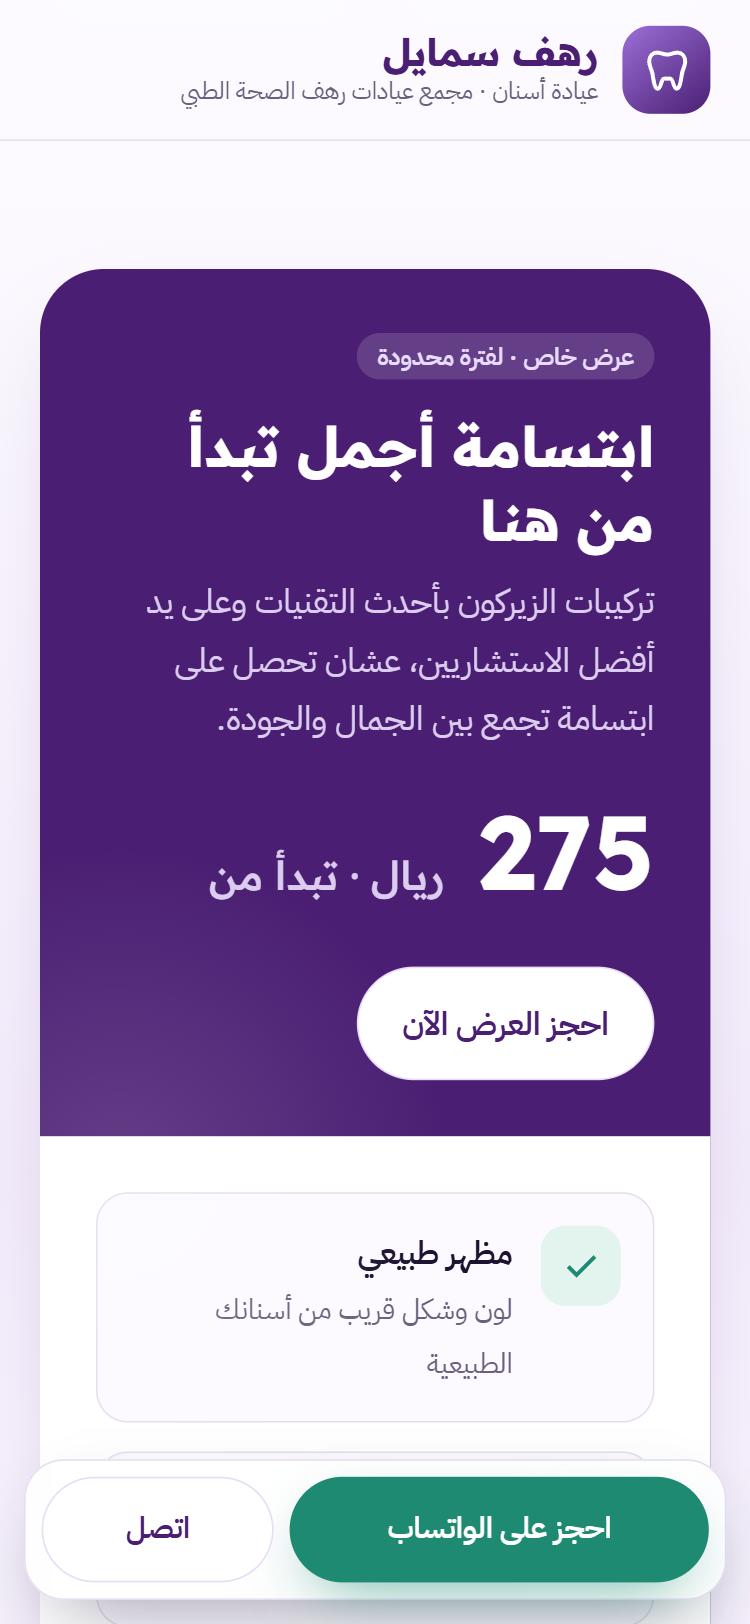 رهف سمايل
عيادة أسنان · مجمع عيادات رهف الصحة الطبي
عرض خاص · لفترة محدودة
ابتسامة أجمل تبدأ
من هنا
تركيبات الزيركون بأحدث التقنيات وعلى يد
أفضل الاستشاريين، عشان تحصل على
ابتسامة تجمع بين الجمال والجودة.
275 ريال · تبدأ من
احجز العرض الآن
مظهر طبيعي
لون وشكل قريب من أسنانك
الطبيعية
احجز على الواتساب
اتصل